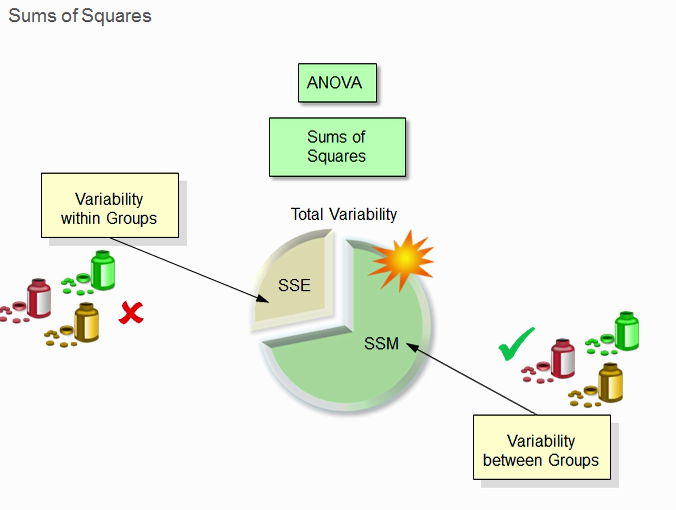 Sums of Squares
ANOVA
Sums of
Squares
Variability
within Groups
Total Variability
SSE
SSM
Variability
between Groups